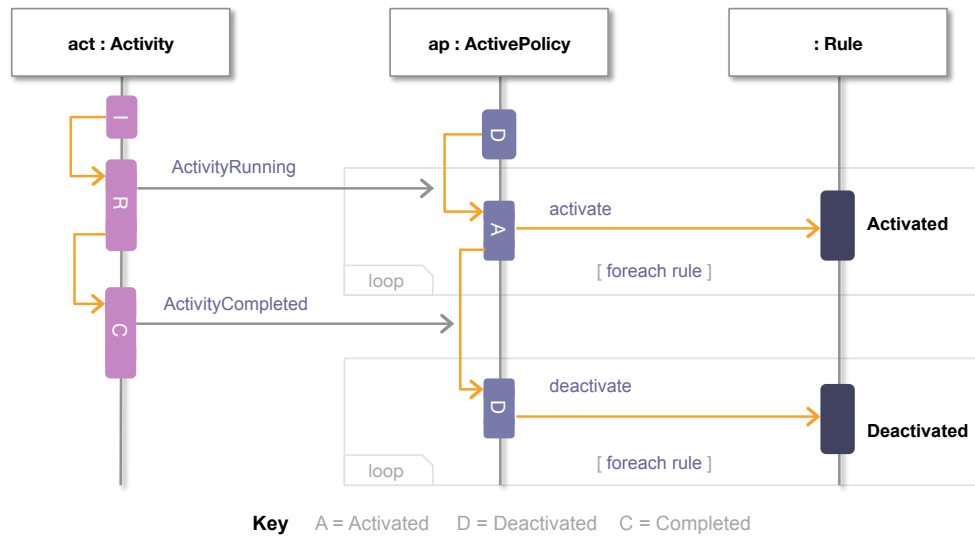 act : Activity
ap : ActivePolicy
: Rule
I
D
ActivityRunning
R
activate
A
Activated
[ foreach rule ]
loop
ActivityCompleted
C
deactivate
D
Deactivated
[ foreach rule ]
loop
Key A = Activated D = Deactivated C = Completed